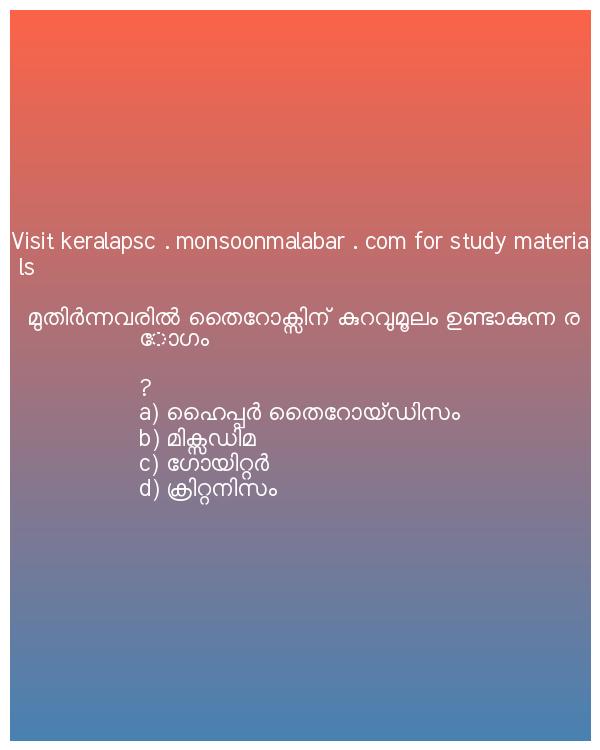 Visit keralapsc . monsoonmalabar . com for study materia
ls
മുതിർന്നവരിൽ തൈറോക്സിന് കുറവുമൂലം ഉണ്ടാകുന്ന ര
ോഗം
?
a) ഹൈപ്പർ തൈറോയ്ഡിസം
b) മിക്സഡിമ
c) ഗോയിറ്റർ
d) ക്രിറ്റനിസം